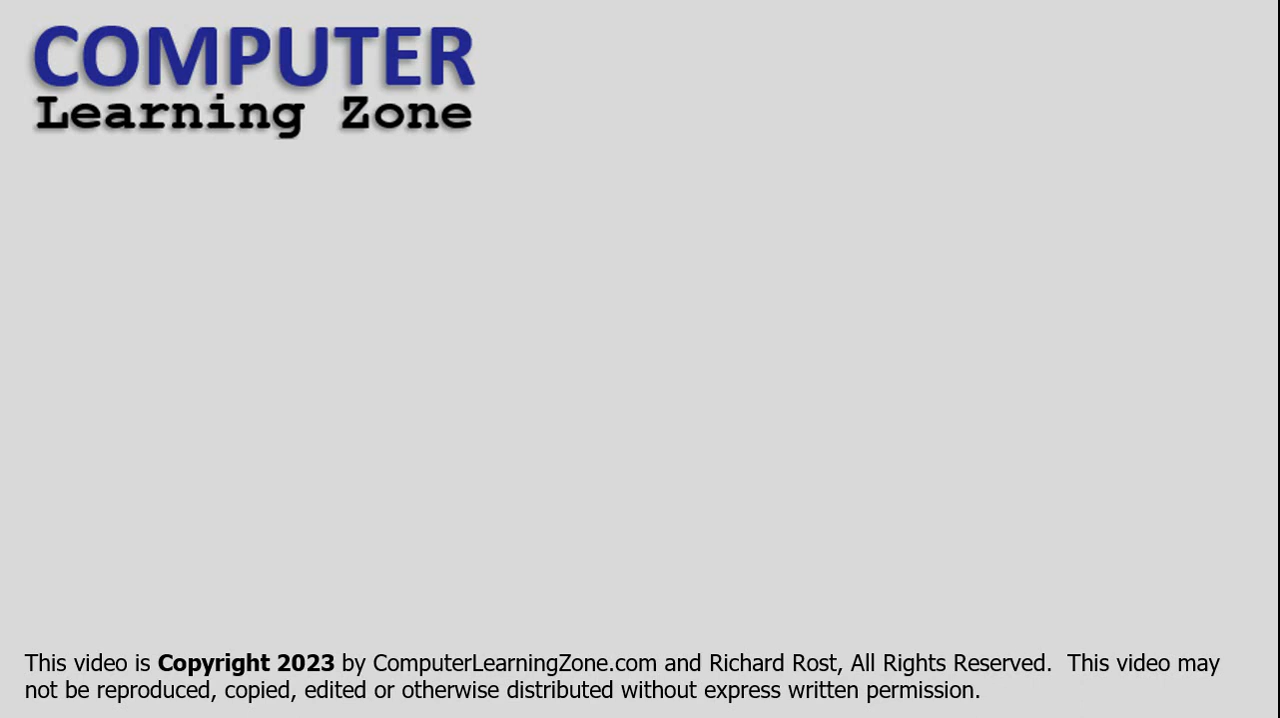 COMPUTER
Learning Zone
This video is Copyright 2023 by ComputerLearningZone.com and Richard Rost, All Rights Reserved.  This video may
not be reproduced, copied, edited or otherwise distributed without express written permission.